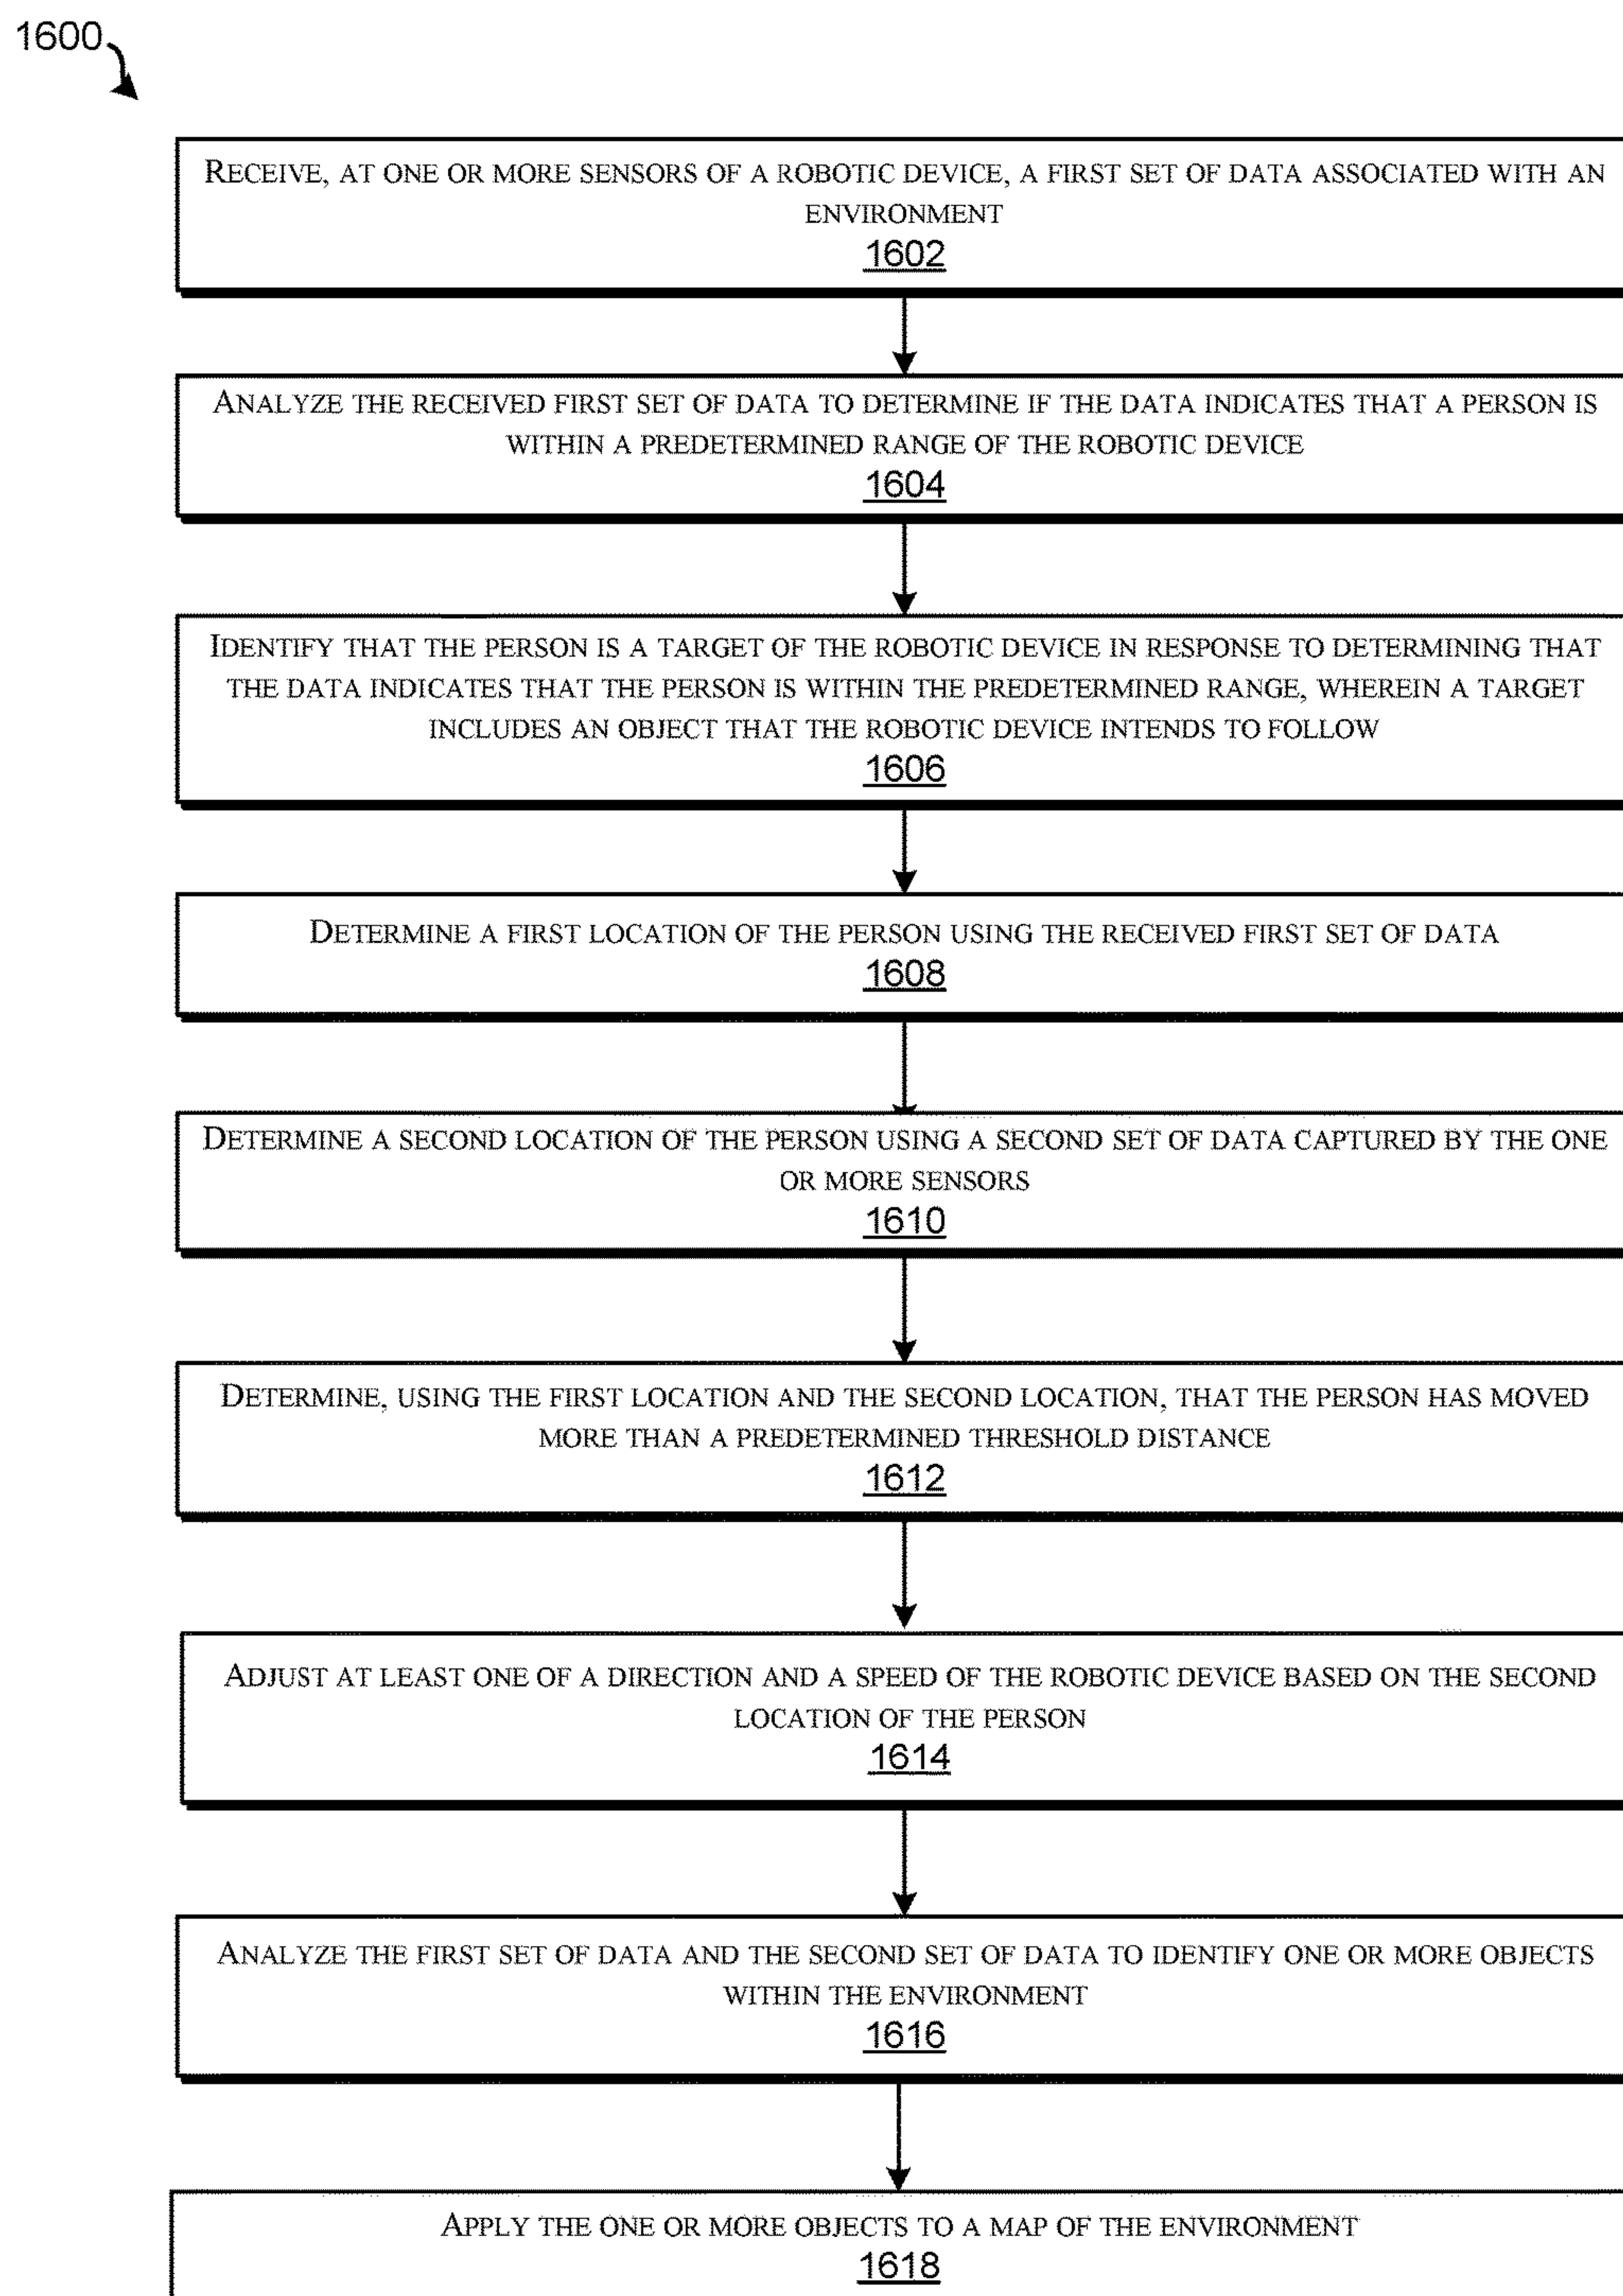 1600
RECEIVE, AT ONE OR MORE SENSORS OF A ROBOTIC DEVICE, A FIRST SET OF DATA ASSOCIATED WITH AN
ENVIRONMENT
1602
ANALYZE THE RECEIVED FIRST SET OF DATA TO DETERMINE IF THE DATA INDICATES THAT A PERSON IS
WITHIN A PREDETERMINED RANGE OF THE ROBOTIC DEVICE
1604
IDENTIFY THAT THE PERSON IS A TARGET OF THE ROBOTIC DEVICE IN RESPONSE TO DETERMINING THAT
THE DATA INDICATES THAT THE PERSON IS WITHIN THE PREDETERMINED RANGE, WHEREIN A TARGET
INCLUDES AN OBJECT THAT THE ROBOTIC DEVICE INTENDS TO FOLLOW
1606
DETERMINE A FIRST LOCATION OF THE PERSON USING THE RECEIVED FIRST SET OF DATA
1608
DETERMINE A SECOND LOCATION OF THE PERSON USING A SECOND SET OF DATA CAPTURED BY THE ONE
OR MORE SENSORS
1610
DETERMINE, USING THE FIRST LOCATION AND THE SECOND LOCATION, THAT THE PERSON HAS MOVED
MORE THAN A PREDETERMINED THRESHOLD DISTANCE
1612
ADJUST AT LEAST ONE OF A DIRECTION AND A SPEED OF THE ROBOTIC DEVICE BASED ON THE SECOND
LOCATION OF THE PERSON
1614
ANALYZE THE FIRST SET OF DATA AND THE SECOND SET OF DATA TO IDENTIFY ONE OR MORE OBJECTS
WITHIN THE ENVIRONMENT
1616
APPLY THE ONE OR MORE OBJECTS TO A MAP OF THE ENVIRONMENT
1618